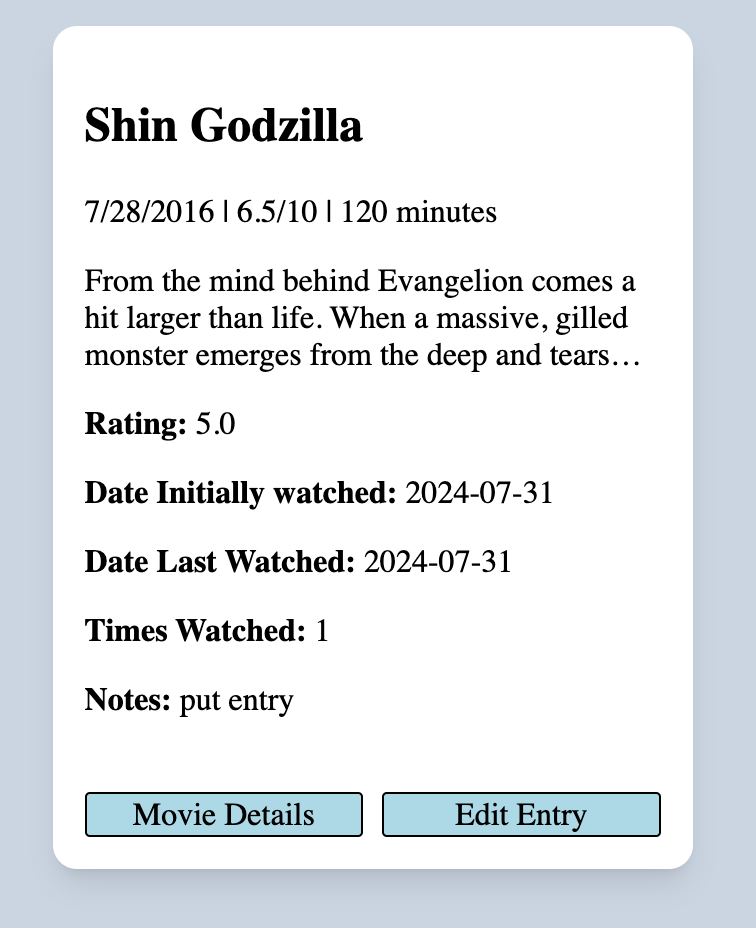 Shin Godzilla
7/28/2016 | 6.5/10 | 120 minutes
From the mind behind Evangelion comes a
hit larger than life. When a massive, gilled
monster emerges from the deep and tears…
Rating: 5.0
Date Initially watched: 2024-07-31
Date Last Watched: 2024-07-31
Times Watched: 1
Notes: put entry
Movie Details
Edit Entry